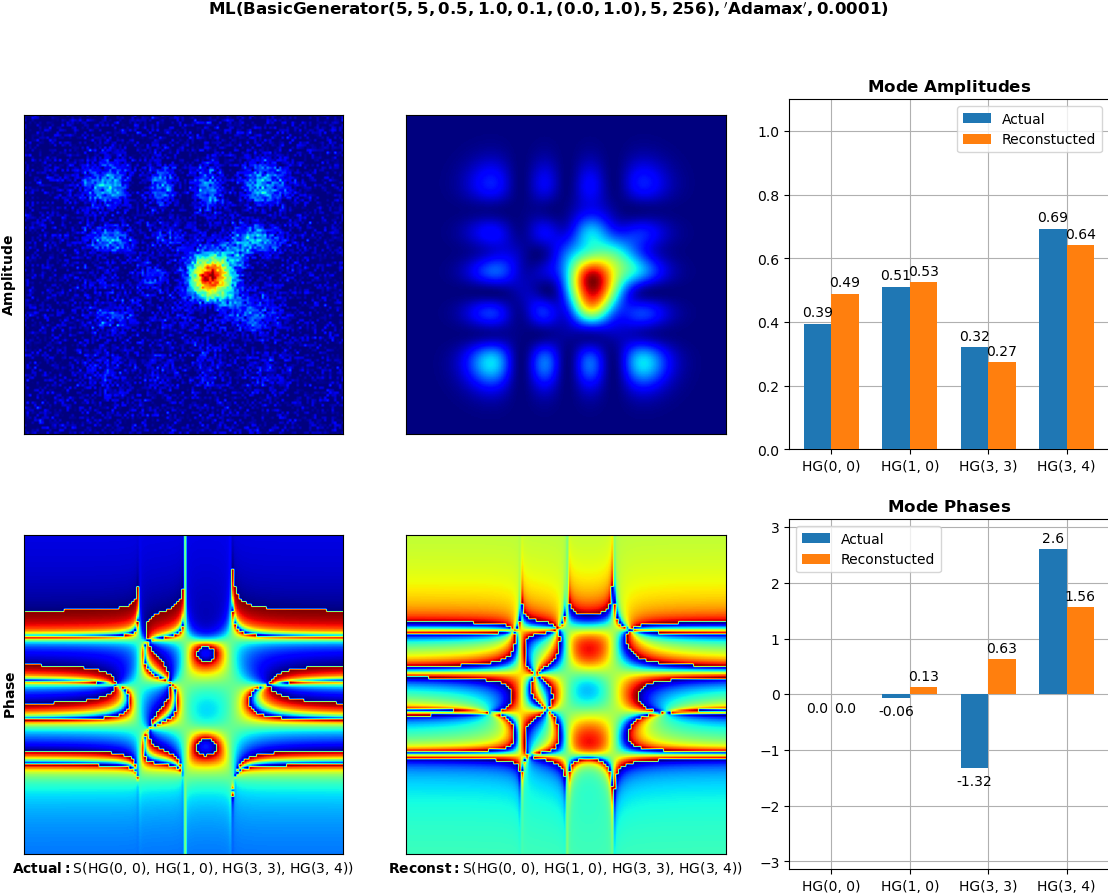 ML(BasicGenerator(5, 5, 0.5, 1.0, 0.1, (0.0, 1.0), 5, 256), ′Adamax′, 0.0001)
Amplitude
Mode Amplitudes
Actual
Reconstucted
1.0
0.8
0.6
0.4
0.2
0.0
0.39
0.49
0.51
0.53
0.32
0.27
0.69
0.64
HG(0, 0)
HG(1, 0)
HG(3, 3)
HG(3, 4)
Phase
Actual: S(HG(0, 0), HG(1, 0), HG(3, 3), HG(3, 4))
Reconst: S(HG(0, 0), HG(1, 0), HG(3, 3), HG(3, 4))
Mode Phases
Actual
Reconstucted
3
2
1
0
−1
−2
−3
0.0
0.0
-0.06
0.13
-1.32
0.63
2.6
1.56
HG(0, 0)
HG(1, 0)
HG(3, 3)
HG(3, 4)